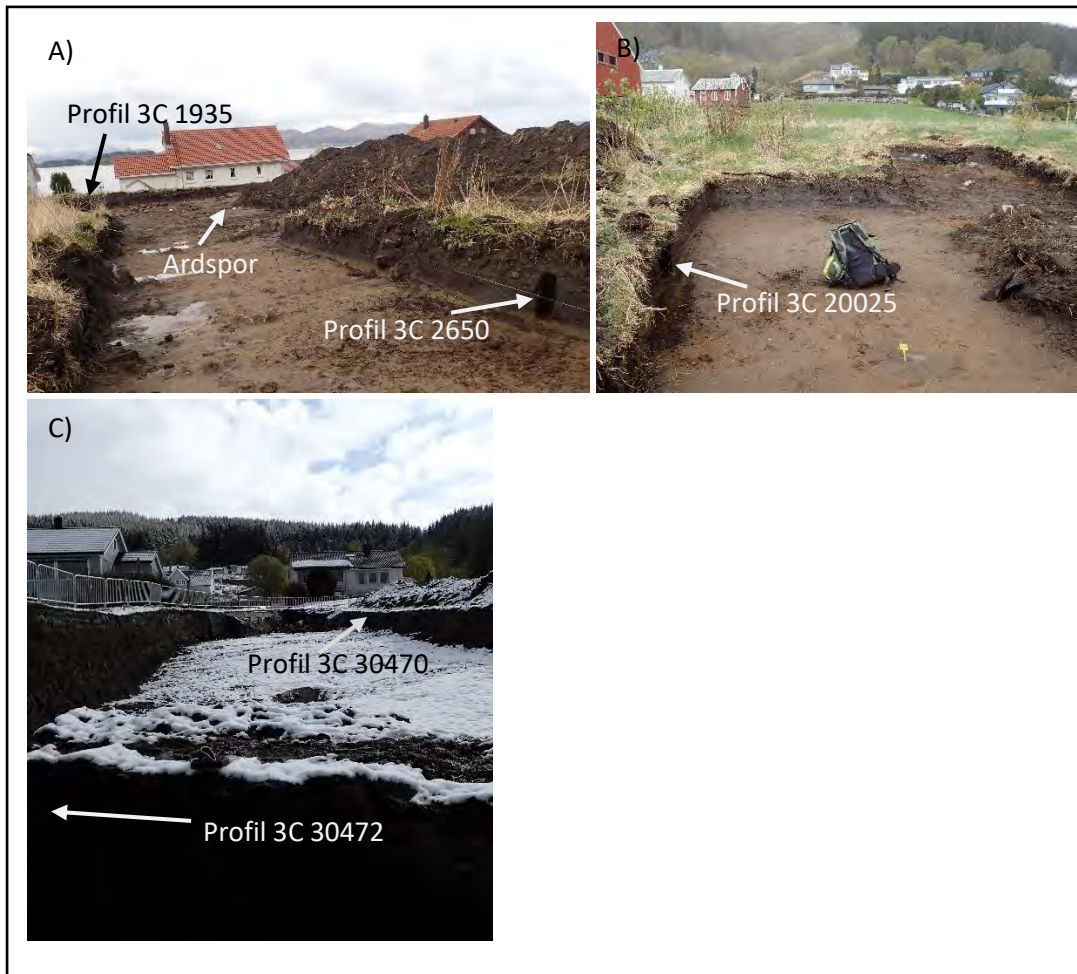 A)
Profil 3C 1935
Ardspor
Profil 3C 2650
B)
Profil 3C 20025
C)
Profil 3C 30470
Profil 3C 30472